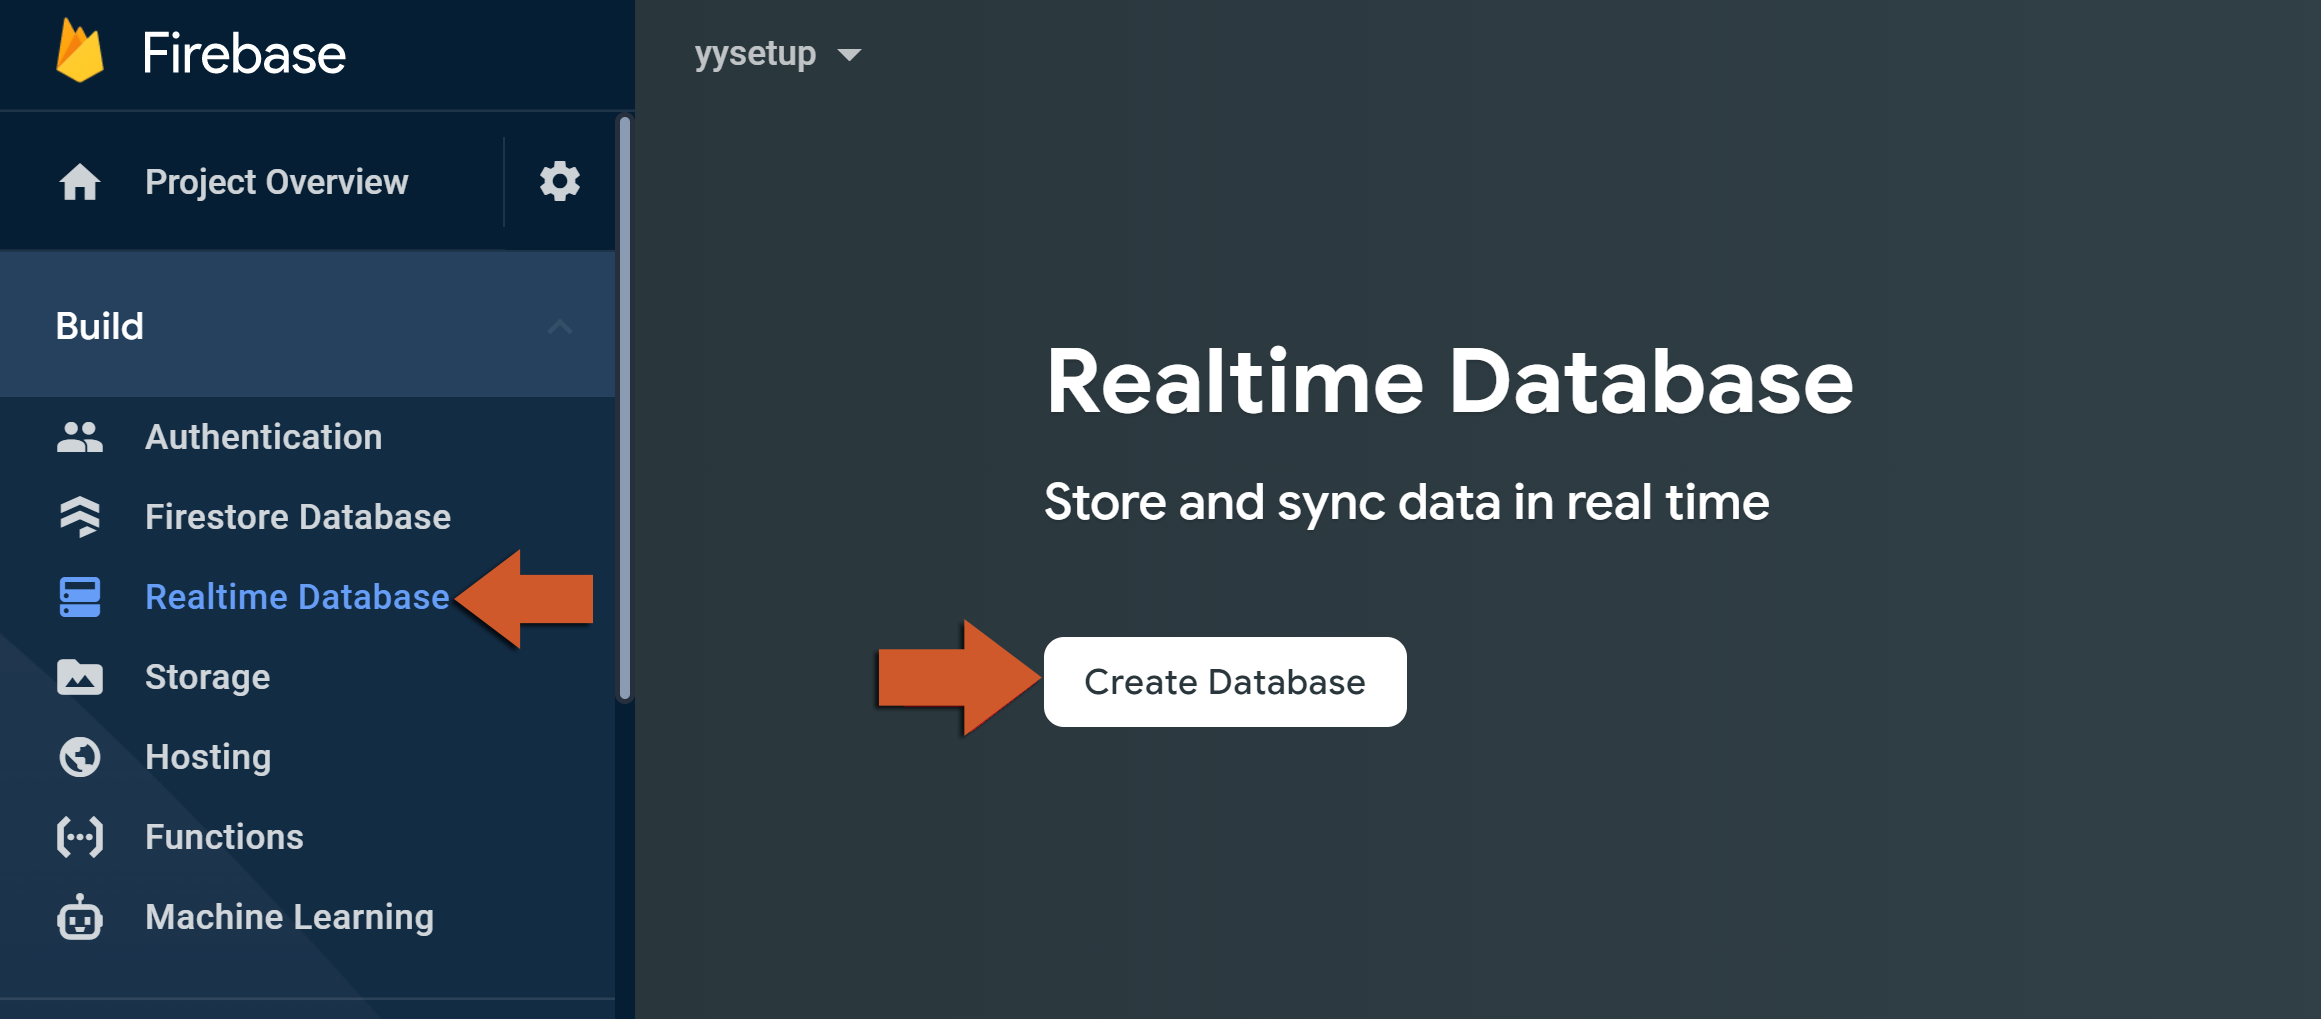 Firebase
Project Overview
Build
Authentication
Firestore Database
Realtime Database
Storage
Hosting
Functions
Machine Learning
yysetup
Realtime Database
Store and sync data in real time
Create Database